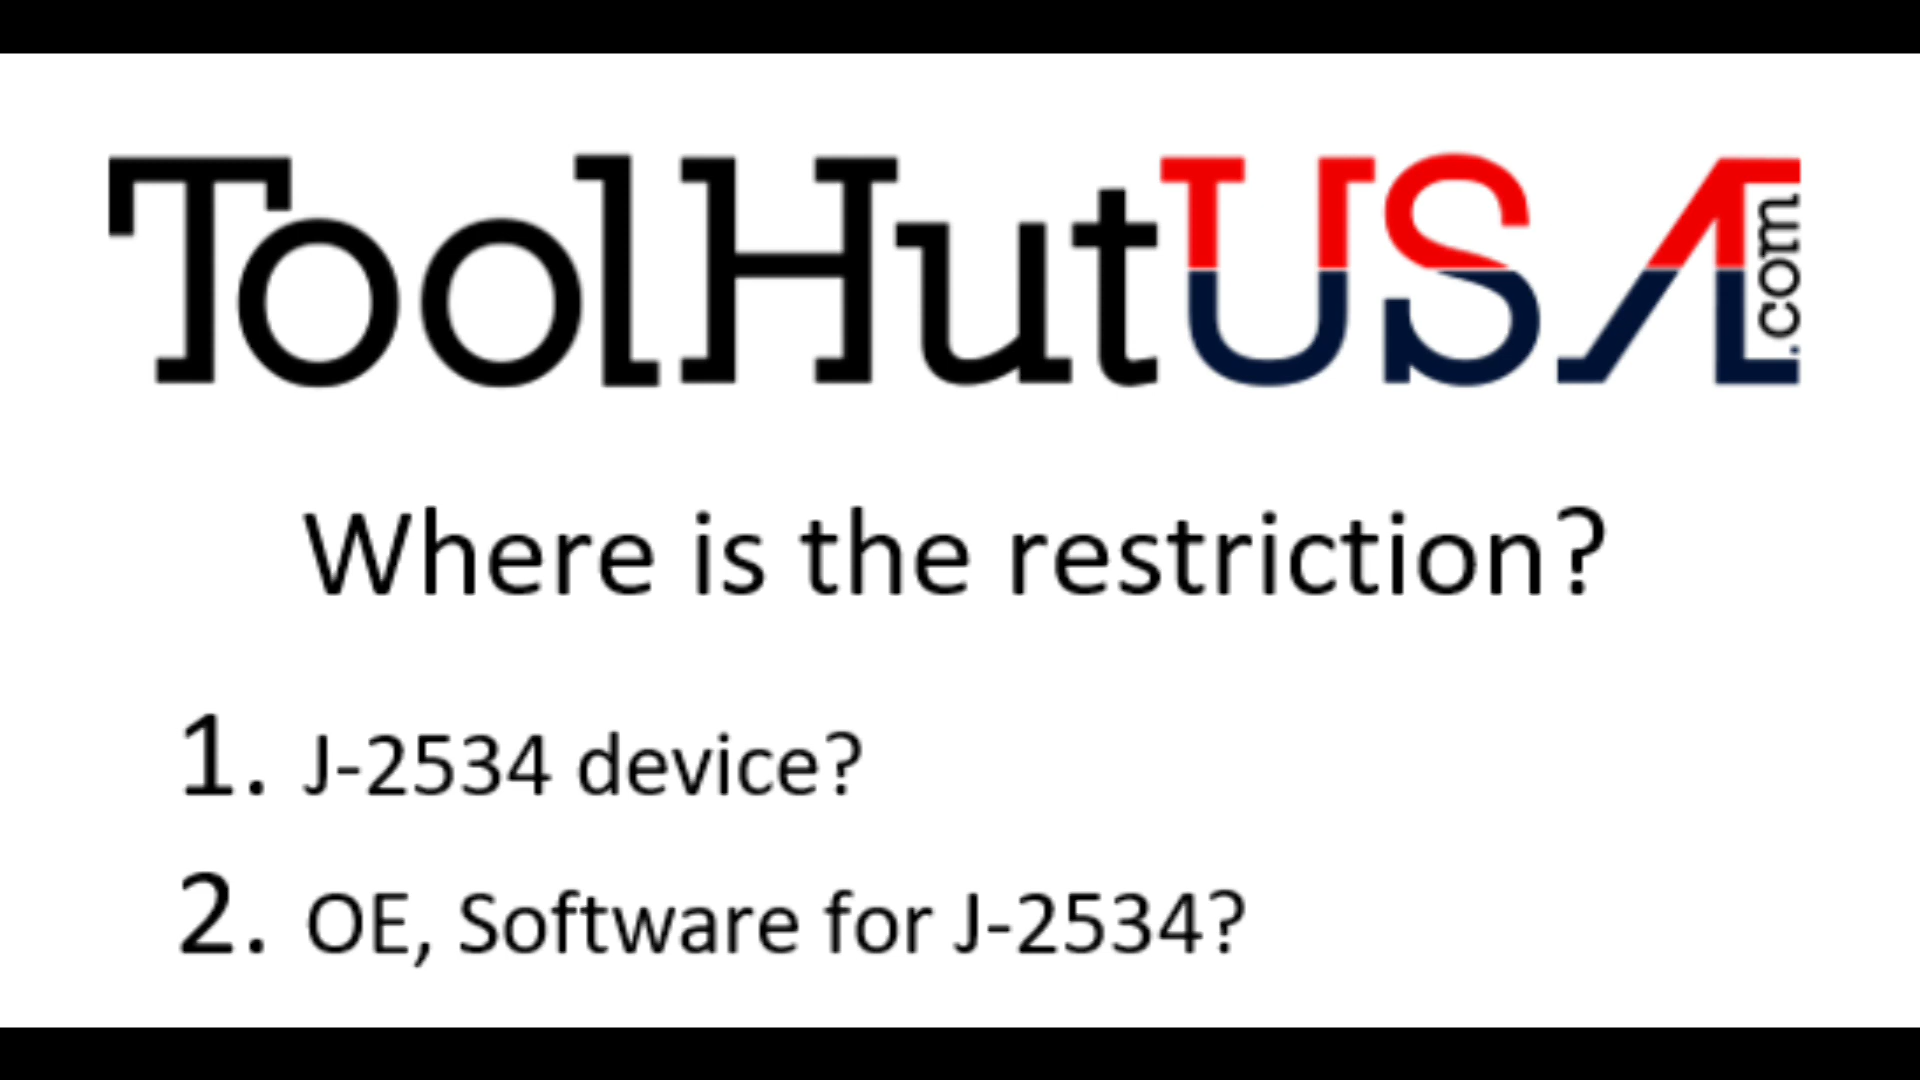 ToolHutUSA.com
Where is the restriction?
1. J-2534 device?
2. OE, Software for J-2534?